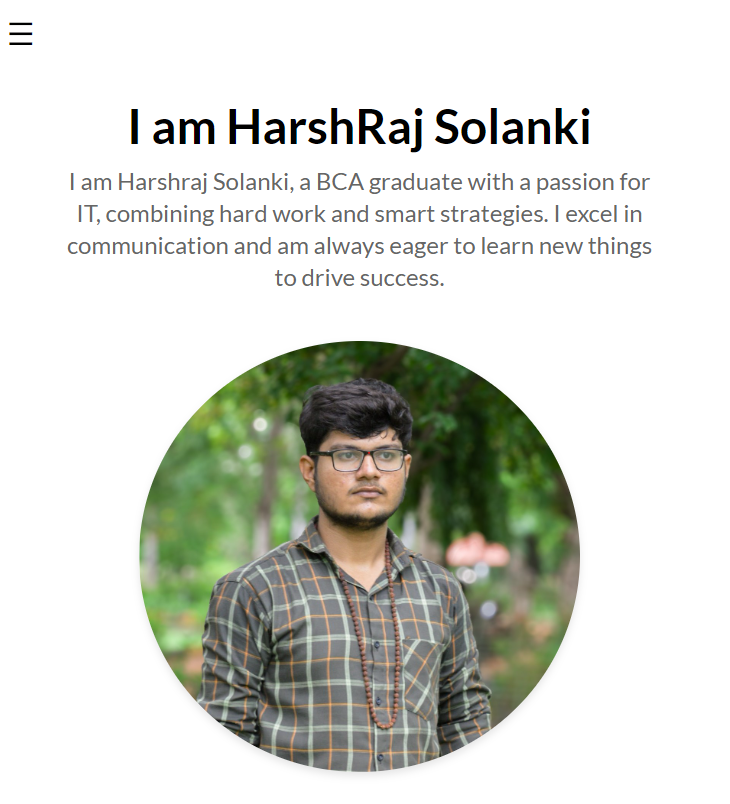 I am HarshRaj Solanki
I am Harshraj Solanki, a BCA graduate with a passion for
IT, combining hard work and smart strategies. I excel in
communication and am always eager to learn new things
to drive success.